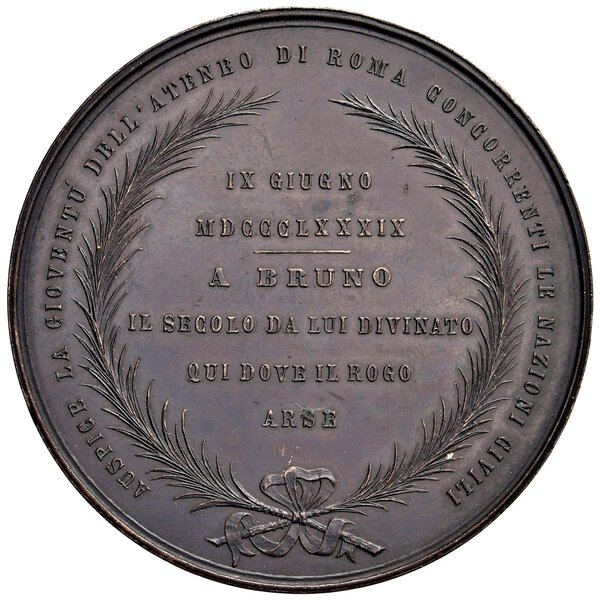 AUSPICE LA GIOVENTÚ DELL'ATENEO DI ROMA CONCORRENTI LE NAZIONI CIVILI
IX GIUGNO
MDCCCLXXXIX
A BRUNO
IL SECOLO DA LUI DIVINATO
QUI DOVE IL ROGO
ARSE